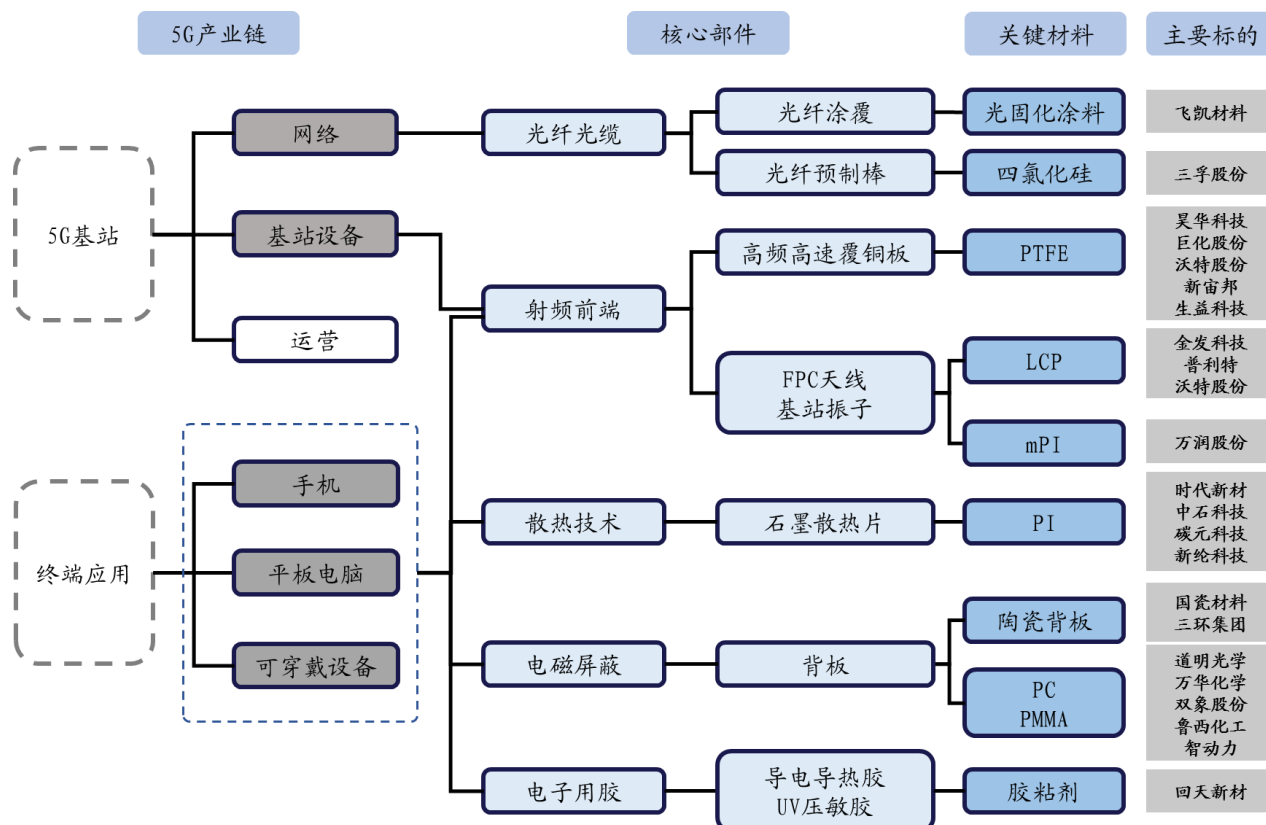 5G产业链
核心部件
关键材料
主要标的
5G基站
网络
基站设备
运营
终端应用
手机
平板电脑
可穿戴设备
光纤光缆
光纤涂覆
光固化涂料
飞凯材料
光纤预制棒
四氯化硅
三孚股份
射频前端
高频高速覆铜板
PTFE
昊华科技
巨化股份
沃特股份
新宙邦
生益科技
FPC天线
基站振子
LCP
金发科技
普利特
沃特股份
mPI
万润股份
散热技术
石墨散热片
PI
时代新材
中石科技
碳元科技
新纶科技
电磁屏蔽
背板
陶瓷背板
国瓷材料
三环集团
PC
PMMA
道明光学
万华化学
双象股份
鲁西化工
智动力
电子用胶
导电导热胶
UV压敏胶
胶粘剂
回天新材